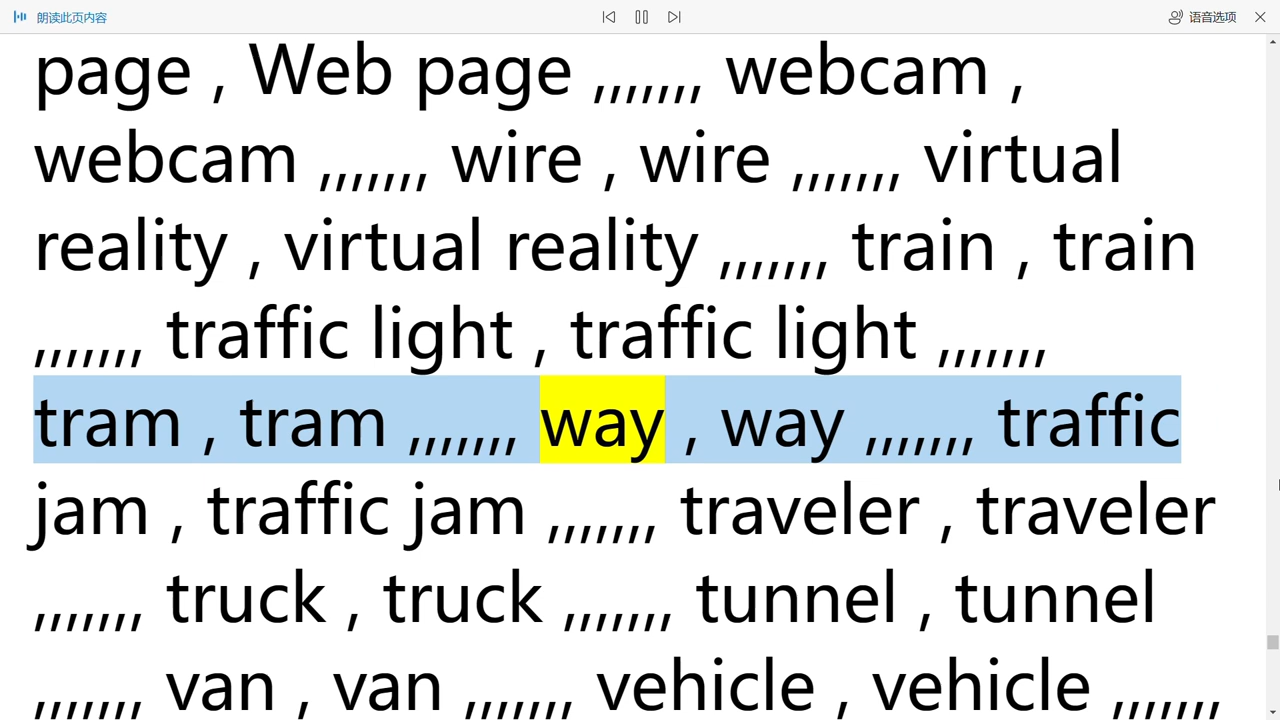 朗读此页内容
语音选项
page , Web page ,,,,,,, webcam ,
webcam ,,,,,,, wire , wire ,,,,,,, virtual
reality , virtual reality ,,,,,,, train , train
,,,,,,, traffic light , traffic light ,,,,,,,
tram , tram ,,,,,,, way , way ,,,,,,, traffic
jam , traffic jam ,,,,,,, traveler , traveler
,,,,,,, truck , truck ,,,,,,, tunnel , tunnel
,,,,,,, van , van ,,,,,,, vehicle , vehicle ,,,,,,,